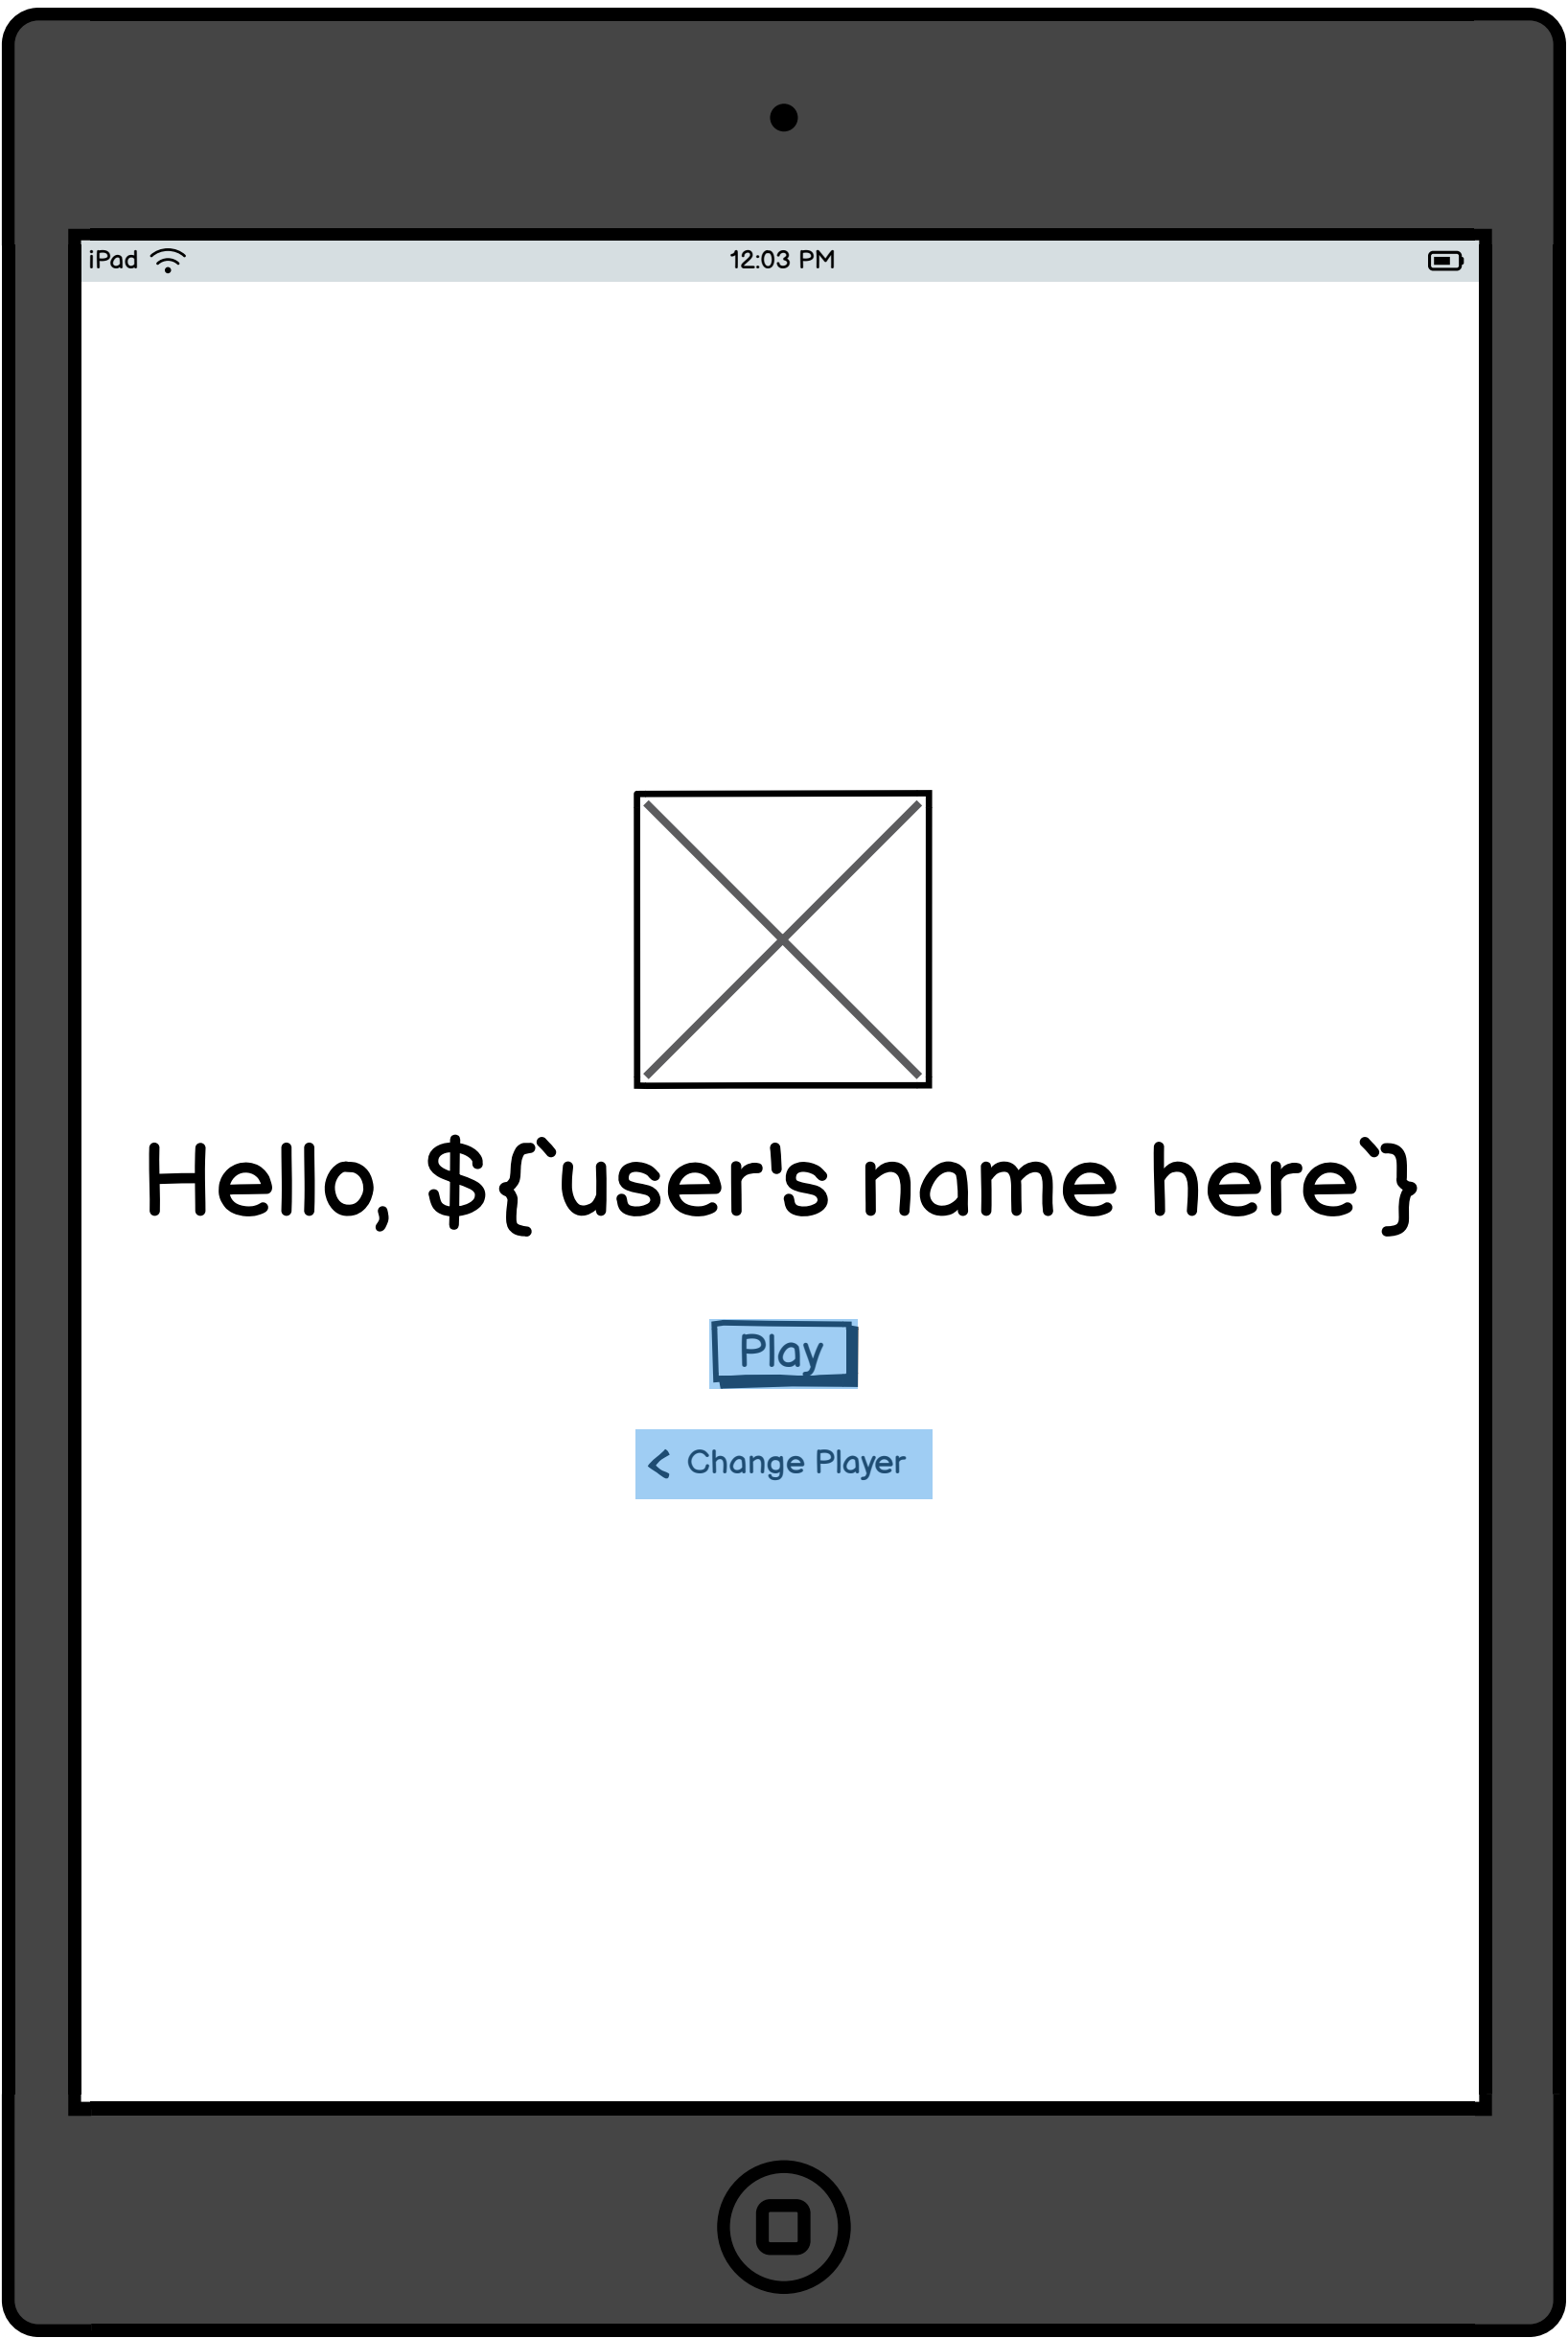 iPad 12:03 PM
Hello, ${`user's name here`}
Play
< Change Player